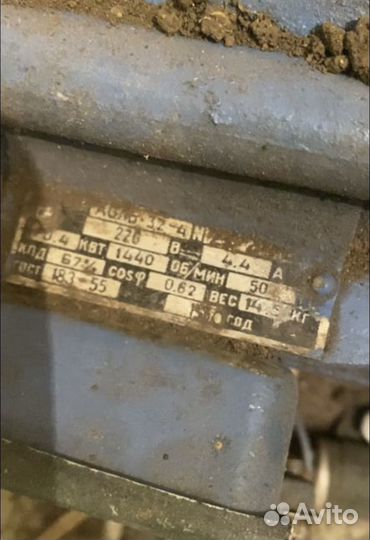 АОЛБ 32-4
220 В 4.4 А
0.4 КВТ 1440 ОБ/МИН 50
КПД 67% COSφ 0.62 ВЕС 14.5 КГ
ГОСТ 183-55 ГОД
Avito